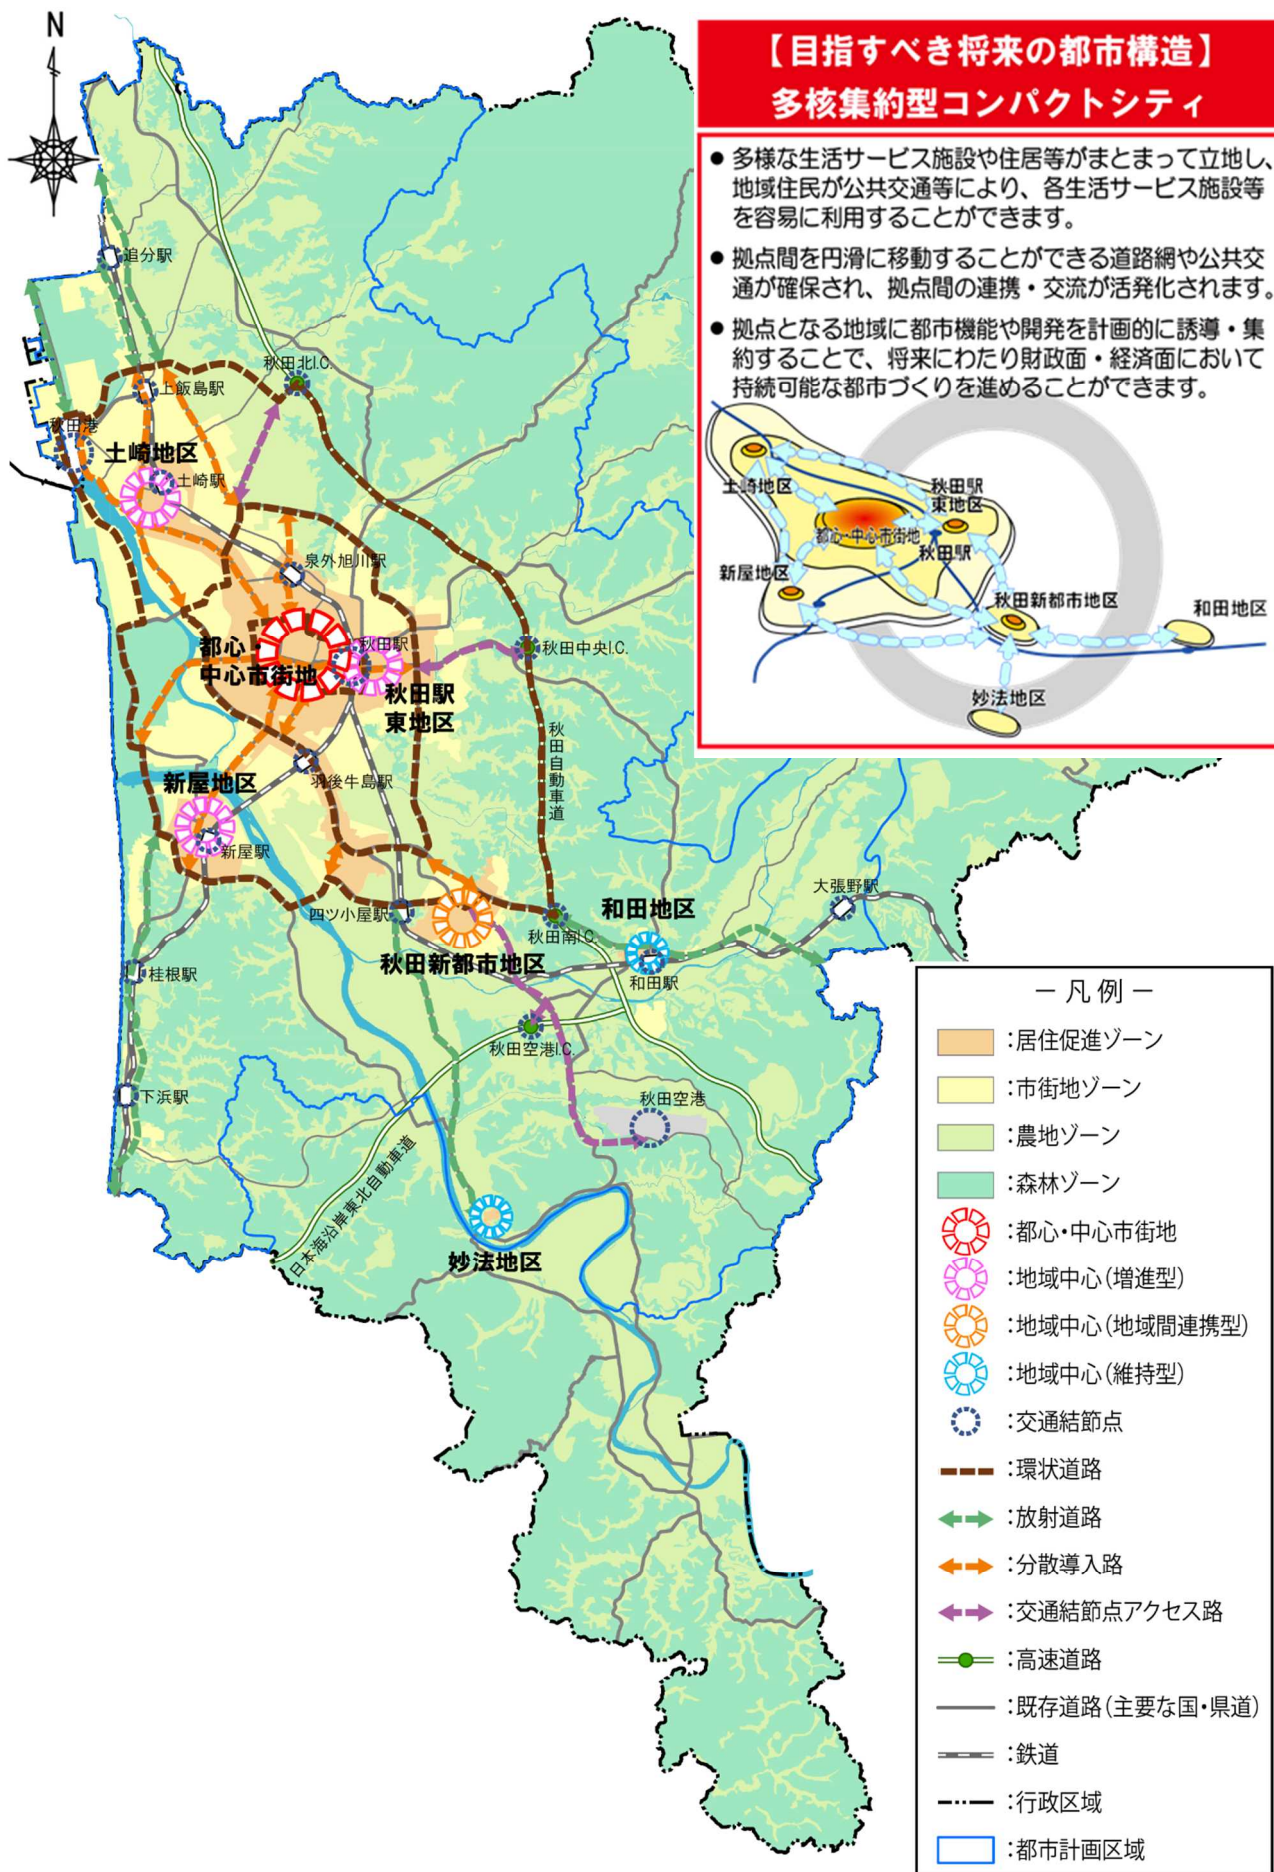 N
【目指すべき将来の都市構造】
多核集約型コンパクトシティ
● 多様な生活サービス施設や住居等がまとまって立地し、
地域住民が公共交通等により、各生活サービス施設等
を容易に利用することができます。
● 拠点間を円滑に移動することができる道路網や公共交
通が確保され、拠点間の連携・交流が活発化されます。
● 拠点となる地域に都市機能や開発を計画的に誘導・集
約することで、将来にわたり財政面・経済面において
持続可能な都市づくりを進めることができます。
土崎地区
秋田駅
東地区
都心・中心市街地
秋田駅
新屋地区
秋田新都市地区
和田地区
妙法地区
追分駅
秋田北I.C.
上飯島駅
秋田港
土崎地区
土崎駅
泉外旭川駅
都心・
中心市街地
秋田駅
秋田中央I.C.
秋田駅
東地区
秋田自動車道
羽後牛島駅
新屋地区
新屋駅
大張野駅
四ツ小屋駅
和田地区
秋田南I.C.
秋田新都市地区
桂根駅
和田駅
秋田空港I.C.
下浜駅
秋田空港
日本海沿岸東北自動車道
妙法地区
－凡例－
：居住促進ゾーン
：市街地ゾーン
：農地ゾーン
：森林ゾーン
：都心・中心市街地
：地域中心（増進型）
：地域中心（地域間連携型）
：地域中心（維持型）
：交通結節点
：環状道路
：放射道路
：分散導入路
：交通結節点アクセス路
：高速道路
：既存道路（主要な国・県道）
：鉄道
：行政区域
：都市計画区域